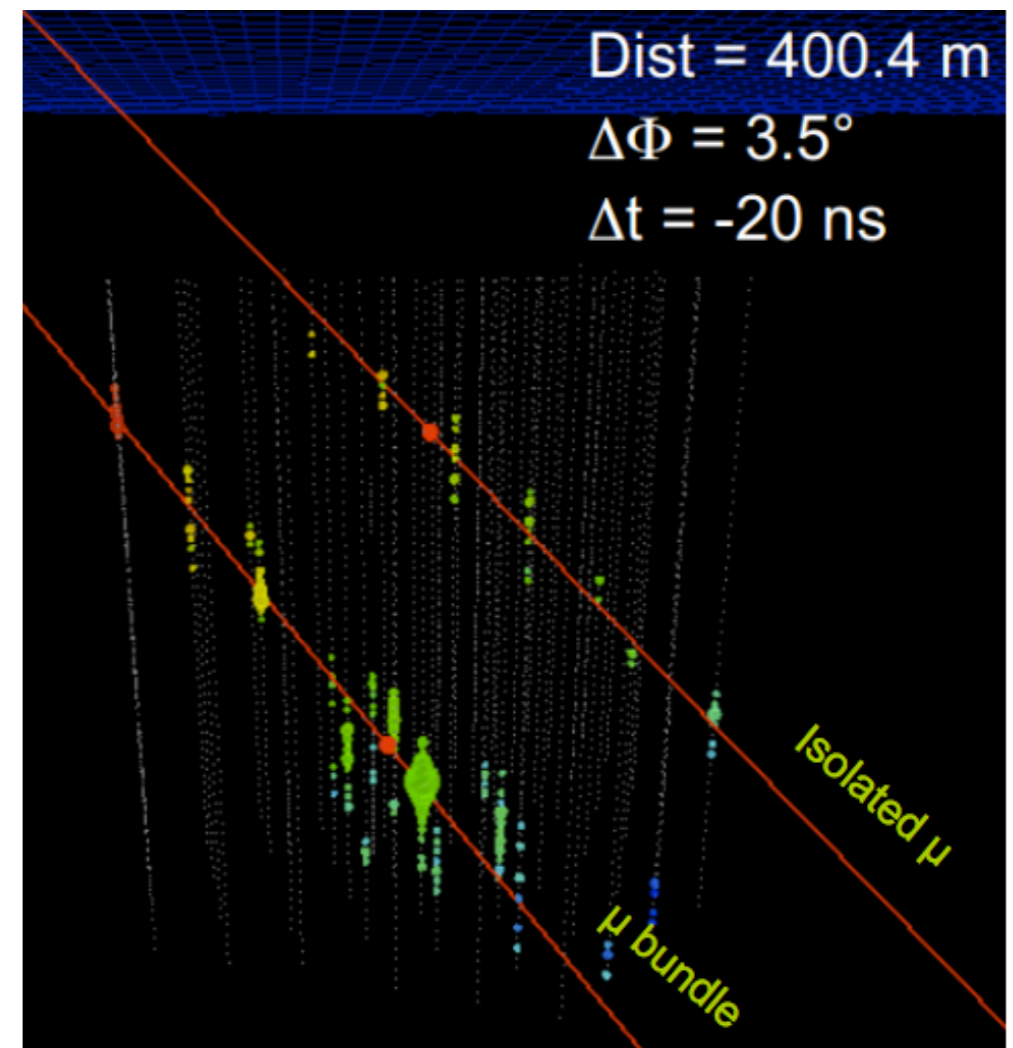 Dist = 400.4 m
ΔΦ = 3.5°
Δt = -20 ns
Isolated μ
μ bundle